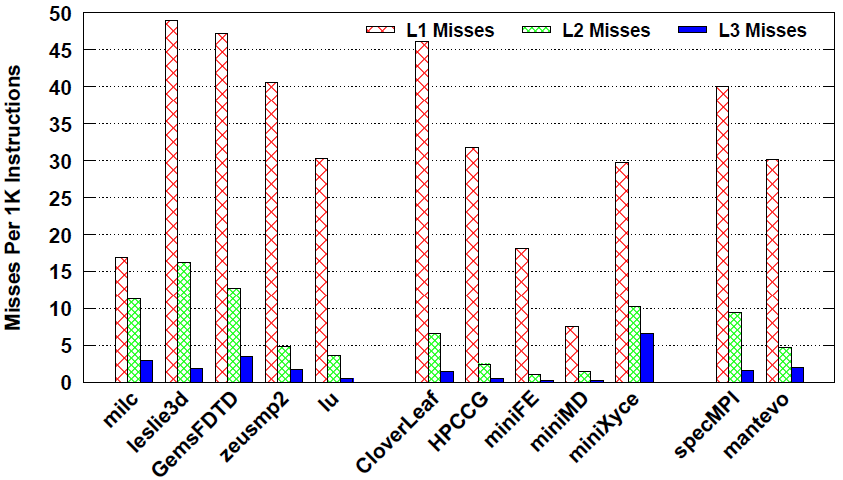 Misses Per 1K Instructions
50
45
40
35
30
25
20
15
10
5
0
L1 Misses L2 Misses L3 Misses
milc
leslie3d
GemsFDTD
zeusmp2
lu
CloverLeaf
HPCCG
miniFE
miniMD
miniXyce
specMPI
mantevo